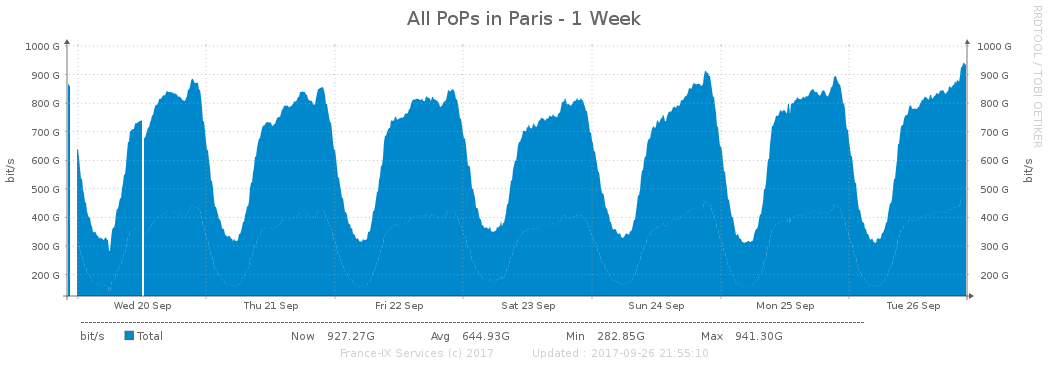 All PoPs in Paris - 1 Week
RRDTOOL / TOBI OETIKER
1000 G 1000 G
900 G 900 G
800 G 800 G
700 G 700 G
600 G 600 G
500 G 500 G
400 G 400 G
300 G 300 G
200 G 200 G
bit/s bit/s
Wed 20 Sep Thu 21 Sep Fri 22 Sep Sat 23 Sep Sun 24 Sep Mon 25 Sep Tue 26 Sep
bit/s Total Now 927.27G Avg 644.93G Min 282.85G Max 941.30G
France-IX Services (c) 2017 Updated : 2017-09-26 21:55:10